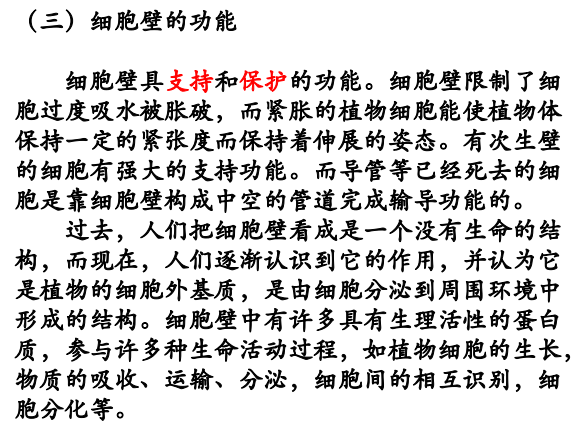 （三）细胞壁的功能
细胞壁具支持和保护的功能。细胞壁限制了细
胞过度吸水被胀破，而紧胀的植物细胞能使植物体
保持一定的紧张度而保持着伸展的姿态。有次生壁
的细胞有强大的支持功能。而导管等已经死去的细
胞是靠细胞壁构成中空的管道完成输导功能的。
过去，人们把细胞壁看成是一个没有生命的结
构，而现在，人们逐渐认识到它的作用，并认为它
是植物的细胞外基质，是由细胞分泌到周围环境中
形成的结构。细胞壁中有许多具有生理活性的蛋白
质，参与许多种生命活动过程，如植物细胞的生长，
物质的吸收、运输、分泌，细胞间的相互识别，细
胞分化等。